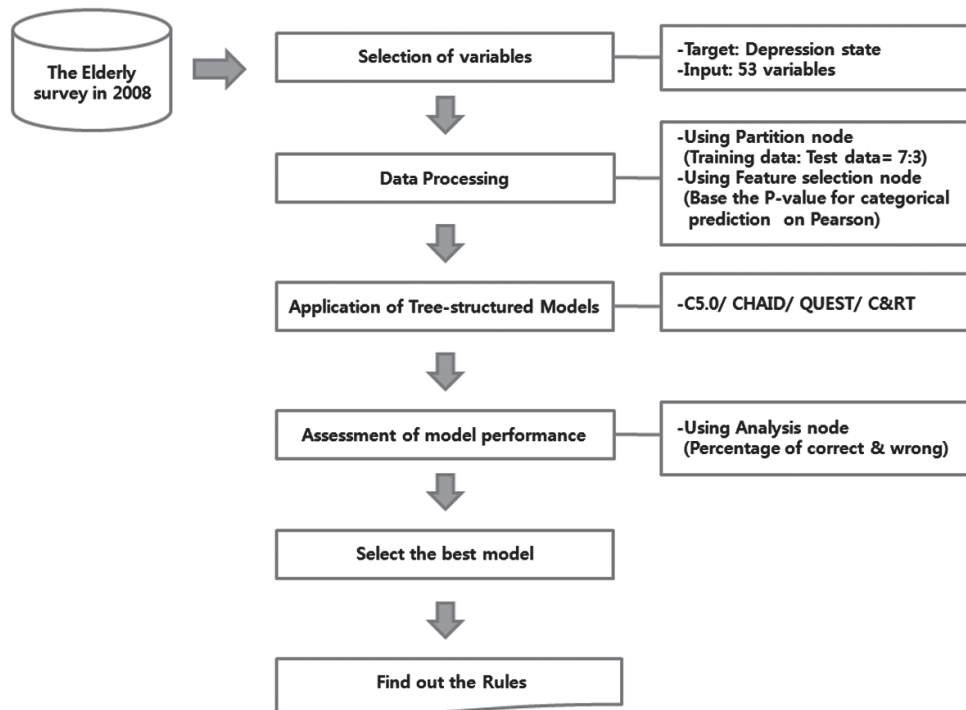 The Elderly
survey in 2008
Selection of variables
-Target: Depression state
-Input: 53 variables
Data Processing
-Using Partition node
(Training data: Test data= 7:3)
-Using Feature selection node
(Base the P-value for categorical
prediction on Pearson)
Application of Tree-structured Models
-C5.0/ CHAID/ QUEST/ C&RT
Assessment of model performance
-Using Analysis node
(Percentage of correct & wrong)
Select the best model
Find out the Rules